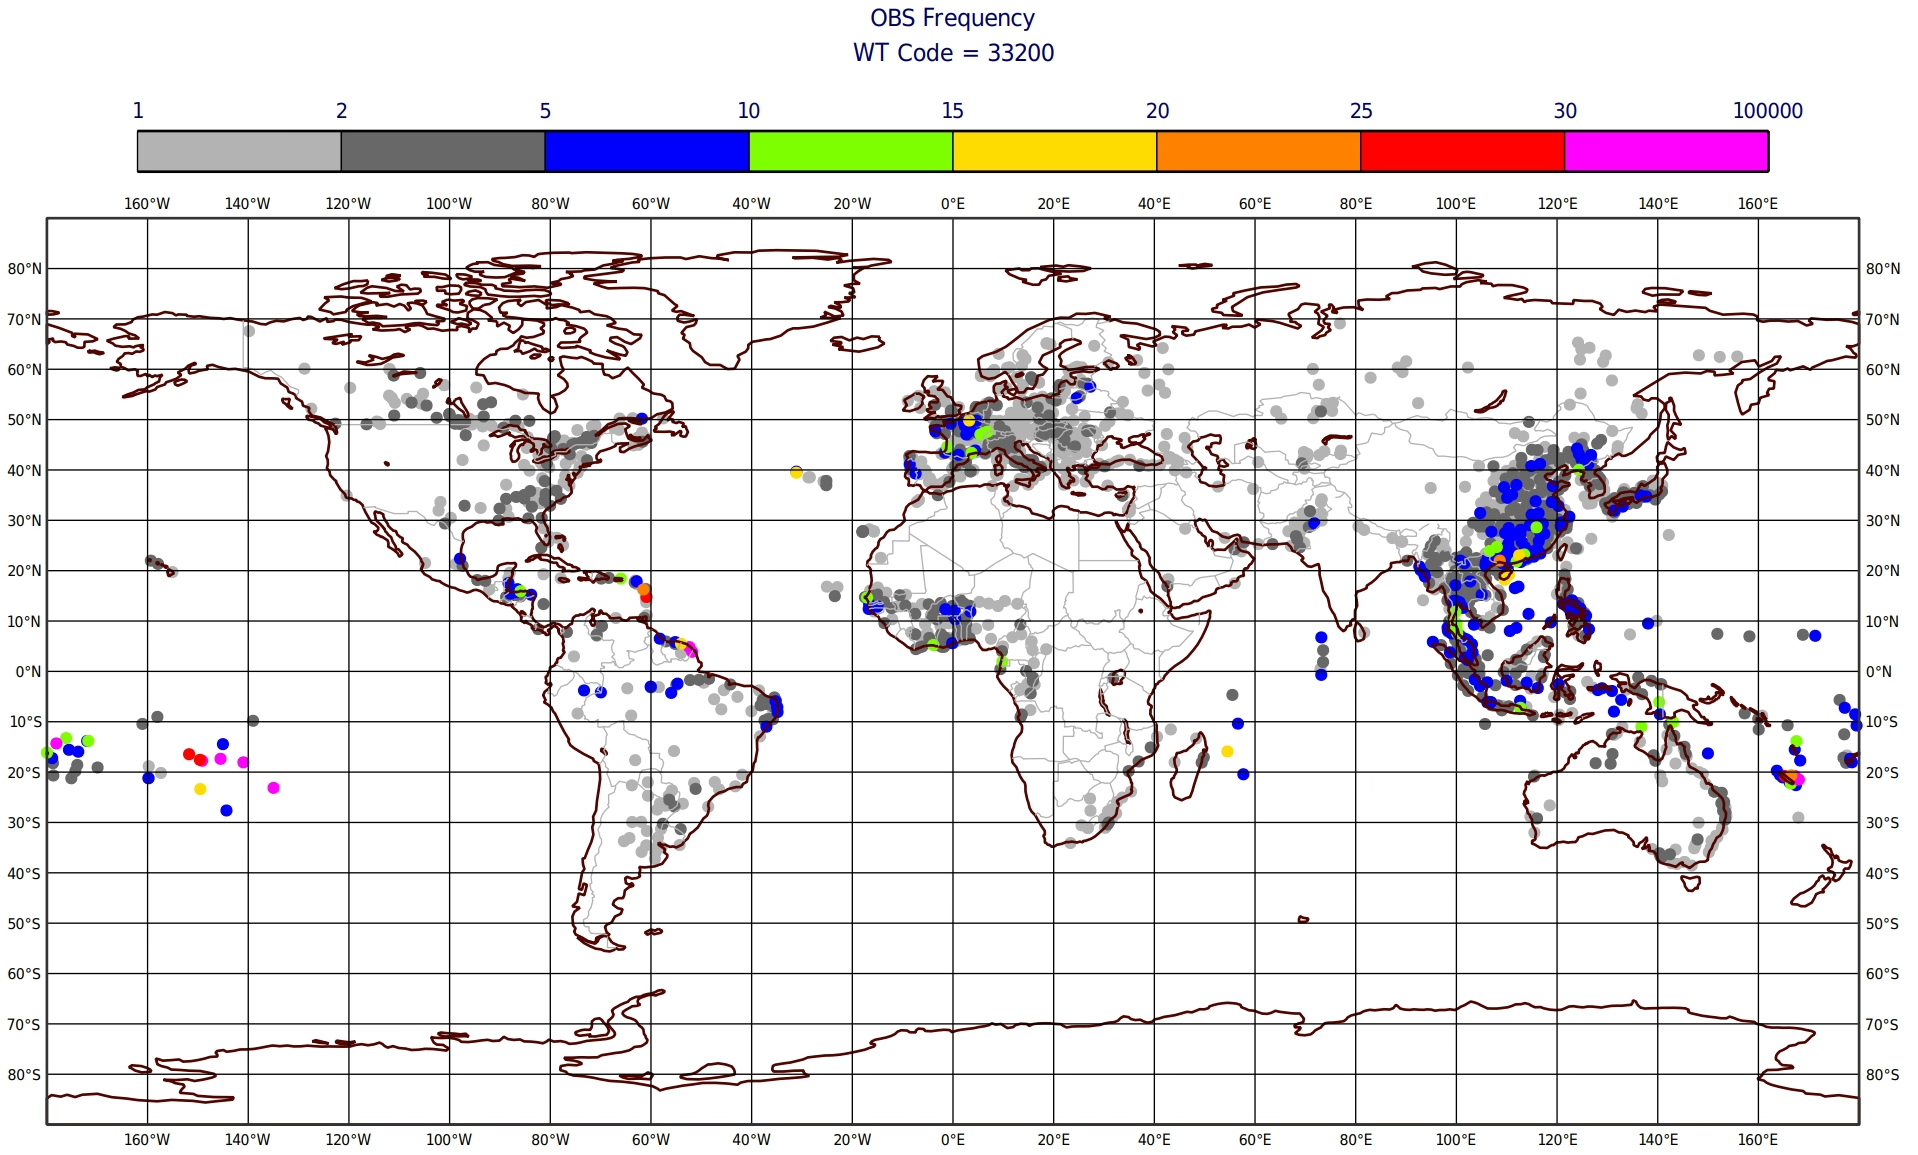 OBS Frequency
WT Code = 33200
1 2 5 10 15 20 25 30 100000
160°W 140°W 120°W 100°W 80°W 60°W 40°W 20°W 0°E 20°E 40°E 60°E 80°E 100°E 120°E 140°E 160°E
80°N 80°N
70°N 70°N
60°N 60°N
50°N 50°N
40°N 40°N
30°N 30°N
20°N 20°N
10°N 10°N
0°N 0°N
10°S 10°S
20°S 20°S
30°S 30°S
40°S 40°S
50°S 50°S
60°S 60°S
70°S 70°S
80°S 80°S
160°W 140°W 120°W 100°W 80°W 60°W 40°W 20°W 0°E 20°E 40°E 60°E 80°E 100°E 120°E 140°E 160°E